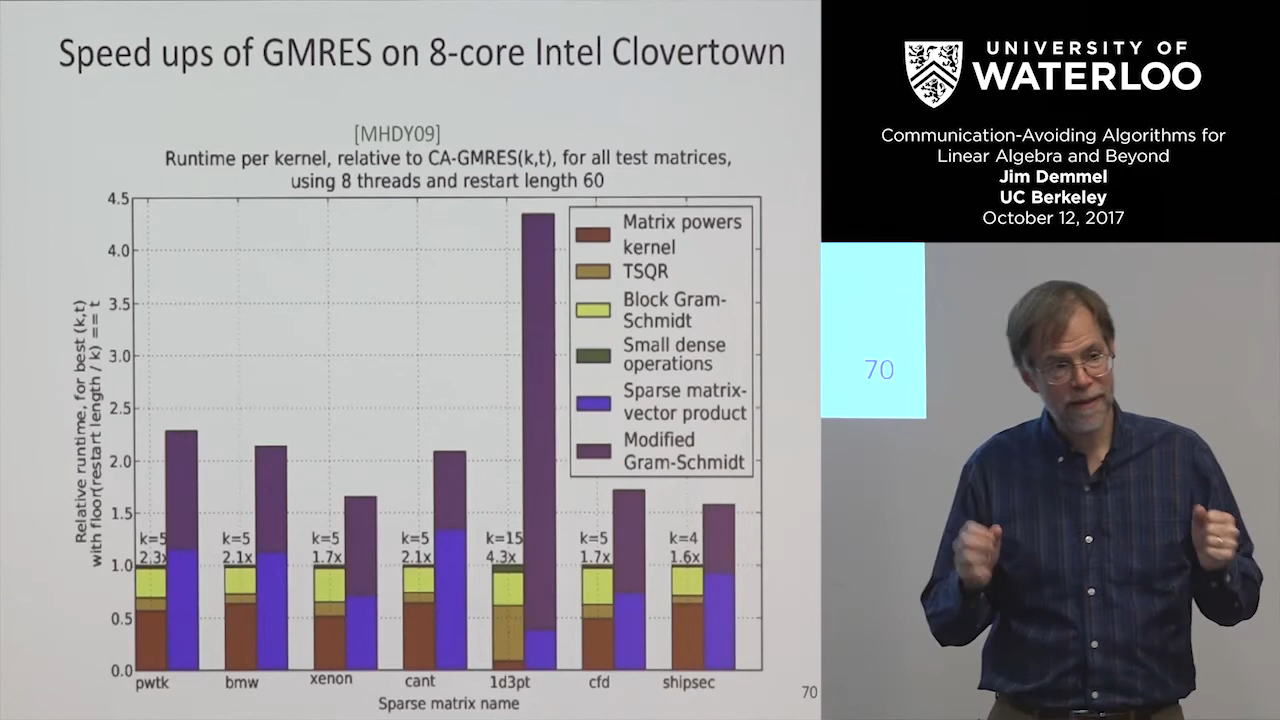 Speed ups of GMRES on 8-core Intel Clovertown
[MHDY09]
Runtime per kernel, relative to CA-GMRES(k,t), for all test matrices,
using 8 threads and restart length 60
Relative runtime, for best (k,t)
with floor(restart length / k) == t
4.5
4.0
3.5
3.0
2.5
2.0
1.5
1.0
0.5
0.0
Matrix powers
kernel
TSQR
Block Gram-
Schmidt
Small dense
operations
Sparse matrix-
vector product
Modified
Gram-Schmidt
k=5
2.3x
k=5
2.1x
k=5
1.7x
k=5
2.1x
k=15
4.3x
k=5
1.7x
k=4
1.6x
pwtk
bmw
xenon
cant
1d3pt
cfd
shipsec
Sparse matrix name
70
UNIVERSITY OF
WATERLOO
Communication-Avoiding Algorithms for
Linear Algebra and Beyond
Jim Demmel
UC Berkeley
October 12, 2017
70